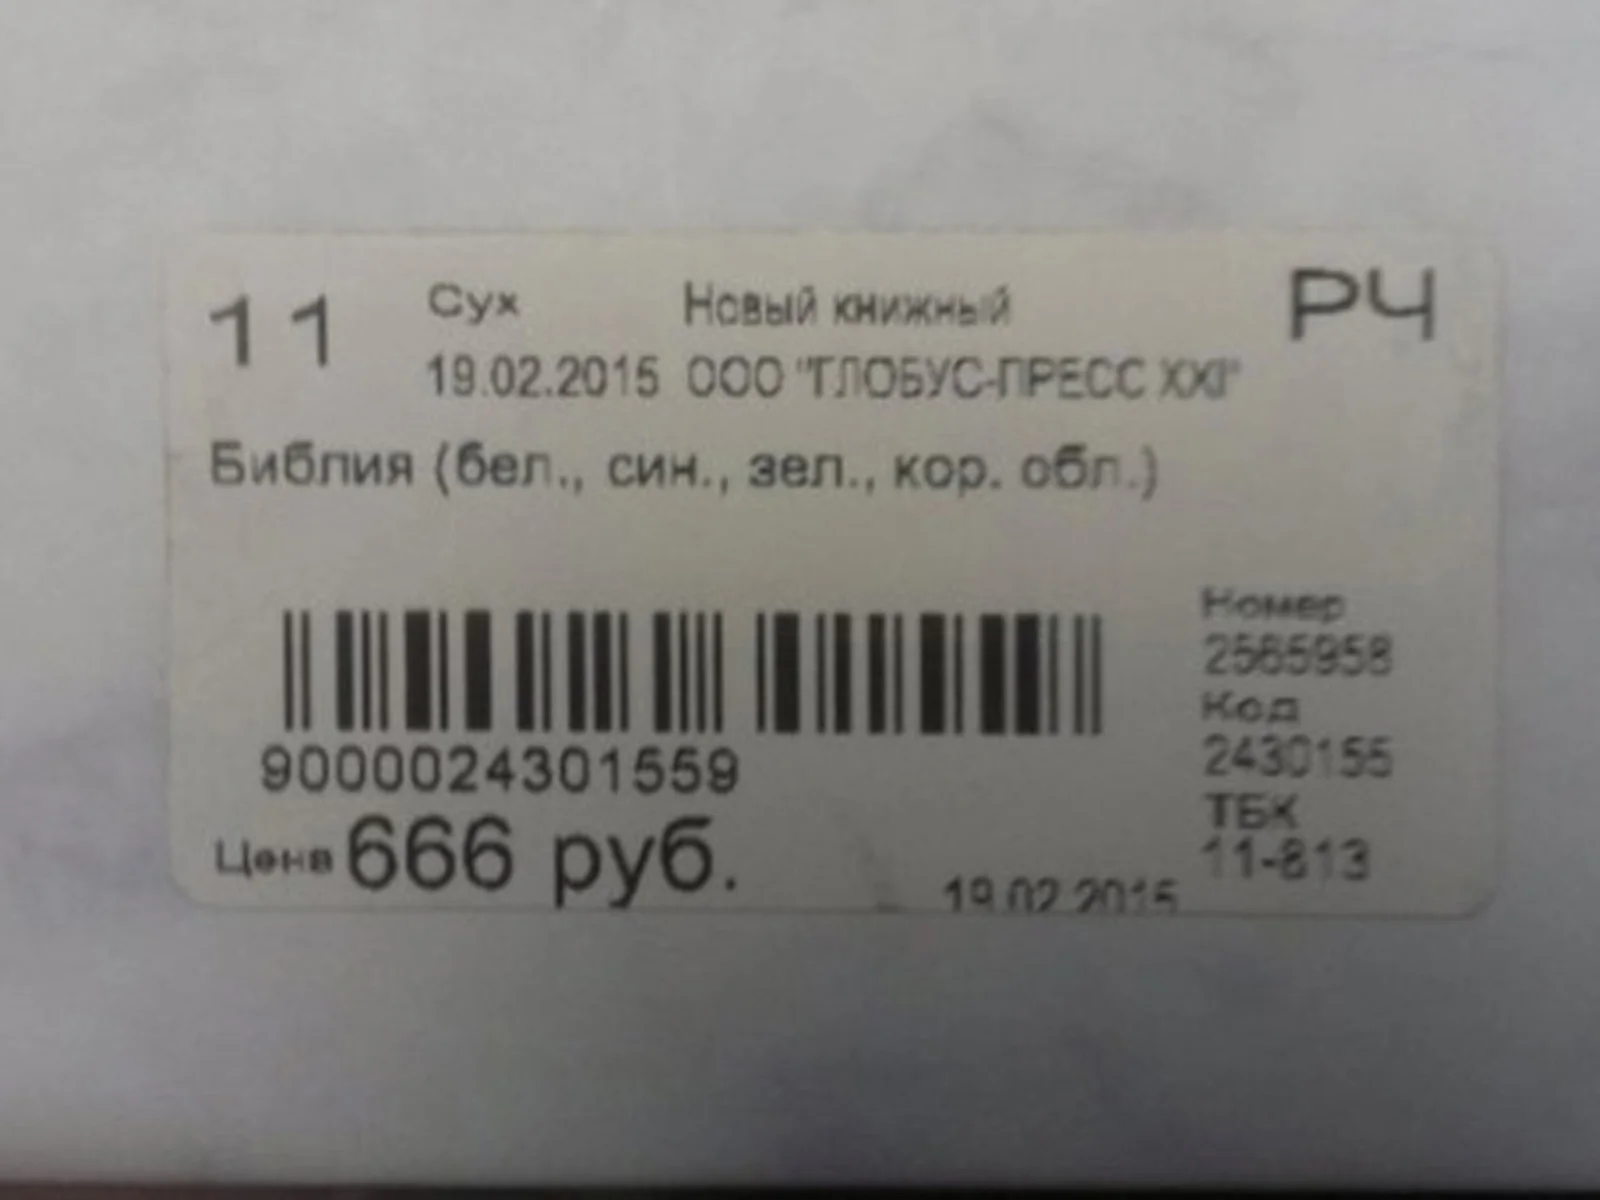 11 Сух Новый книжный РЧ
19.02.2015 ООО "ГЛОБУС-ПРЕСС XXI"
Библия (бел., син., зел., кор. обл.)
Номер
2565958
Код
2430155
ТБК
11-813
9000024301559
Цена 666 руб.
19.02.2015